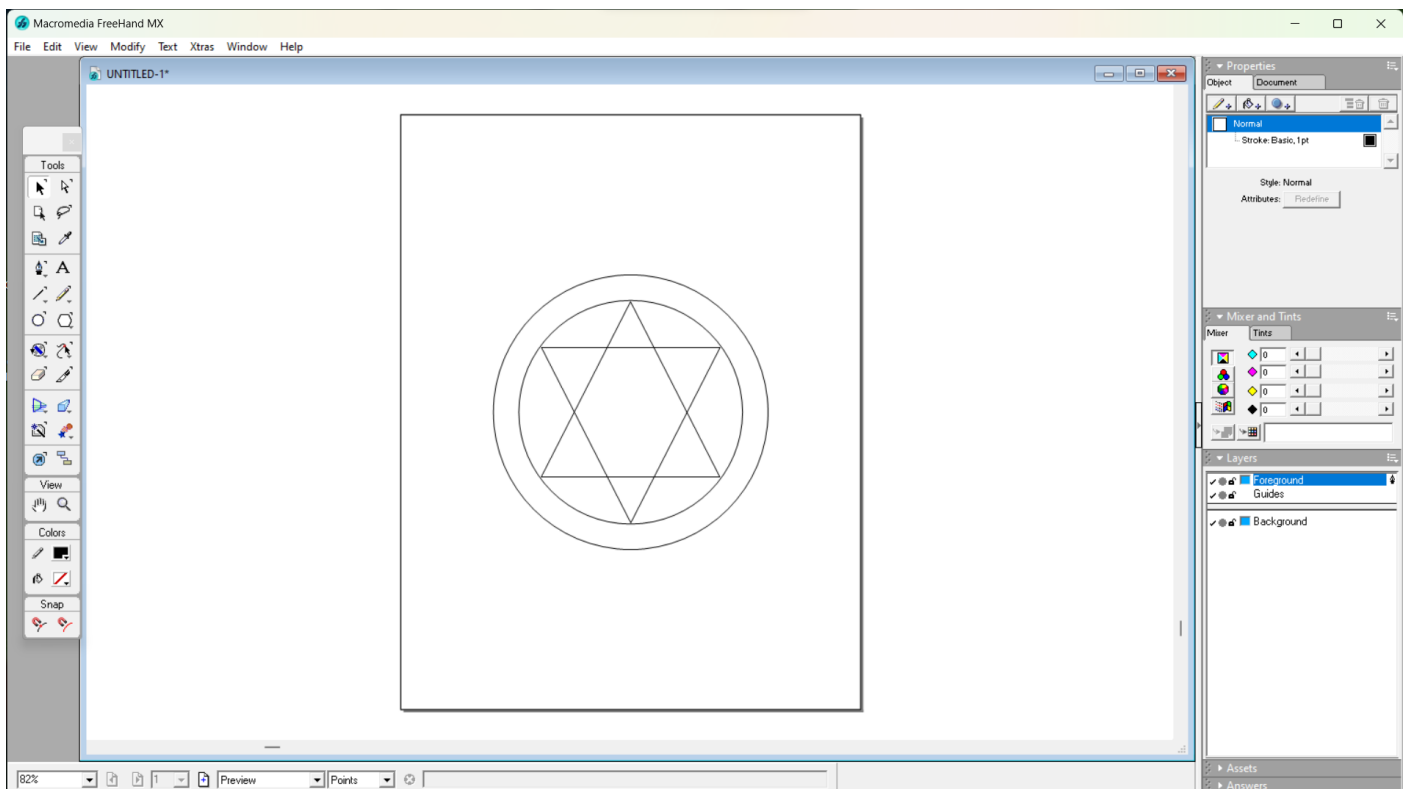 Macromedia FreeHand MX
File Edit View Modify Text Xtras Window Help
UNTITLED-1*
Tools
View
Colors
Snap
82%
1
Preview
Points
Properties
Object Document
Normal
Stroke: Basic, 1pt
Style: Normal
Attributes: Redefine
Mixer and Tints
Mixer Tints
0
0
0
0
Layers
Foreground
Guides
Background
Assets
Answers